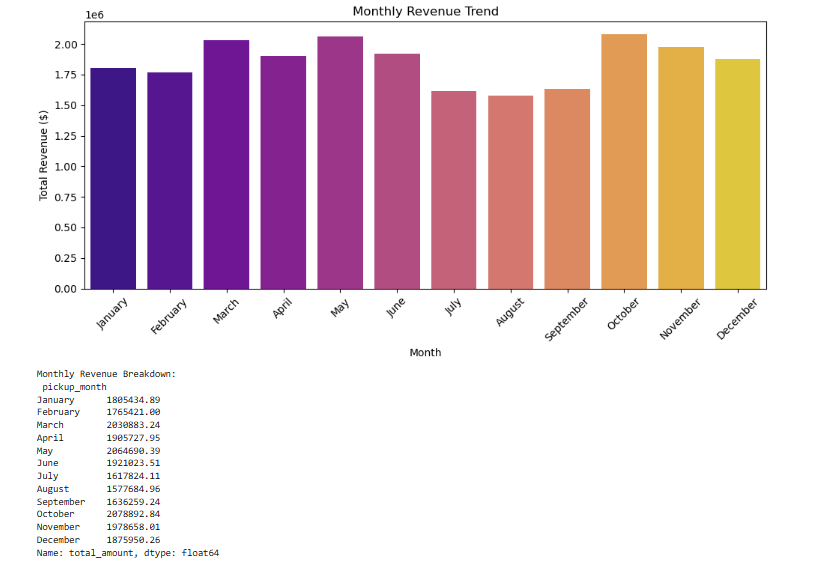 Monthly Revenue Trend
1e6
2.00
1.75
1.50
1.25
1.00
0.75
0.50
0.25
0.00
Total Revenue ($)
January
February
March
April
May
June
July
August
September
October
November
December
Month
Monthly Revenue Breakdown:
pickup_month
January 1805434.89
February 1765421.00
March 2030883.24
April 1905727.95
May 2064690.39
June 1921023.51
July 1617824.11
August 1577684.96
September 1636259.24
October 2078892.84
November 1978658.01
December 1875950.26
Name: total_amount, dtype: float64